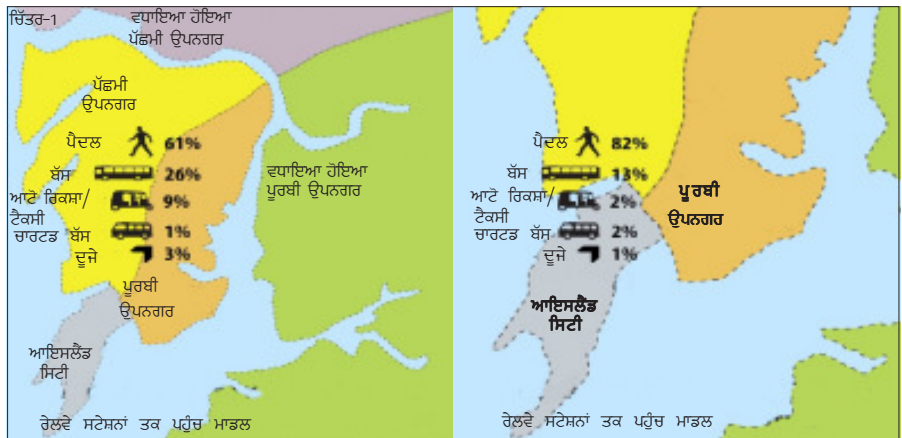 ਚਿੱਤਰ-1
ਵਧਾਇਆ ਹੋਇਆ
ਪੱਛਮੀ ਉਪਨਗਰ
ਪੱਛਮੀ
ਉਪਨਗਰ
ਪੈਦਲ 61%
ਬੱਸ 26%
ਆਟੋ ਰਿਕਸ਼ਾ/ 9%
ਟੈਕਸੀ
ਚਾਰਟਡ ਬੱਸ 1%
ਦੂਜੇ 3%
ਵਧਾਇਆ ਹੋਇਆ
ਪੂਰਬੀ ਉਪਨਗਰ
ਪੂਰਬੀ
ਉਪਨਗਰ
ਆਇਸਲੈਂਡ
ਸਿਟੀ
ਰੇਲਵੇ ਸਟੇਸ਼ਨਾਂ ਤਕ ਪਹੁੰਚ ਮਾਡਲ
ਪੈਦਲ 82%
ਬੱਸ 13%
ਆਟੋ ਰਿਕਸ਼ਾ/ 2%
ਟੈਕਸੀ
ਚਾਰਟਡ ਬੱਸ 2%
ਦੂਜੇ 1%
ਪੂਰਬੀ
ਉਪਨਗਰ
ਆਇਸਲੈਂਡ
ਸਿਟੀ
ਰੇਲਵੇ ਸਟੇਸ਼ਨਾਂ ਤਕ ਪਹੁੰਚ ਮਾਡਲ